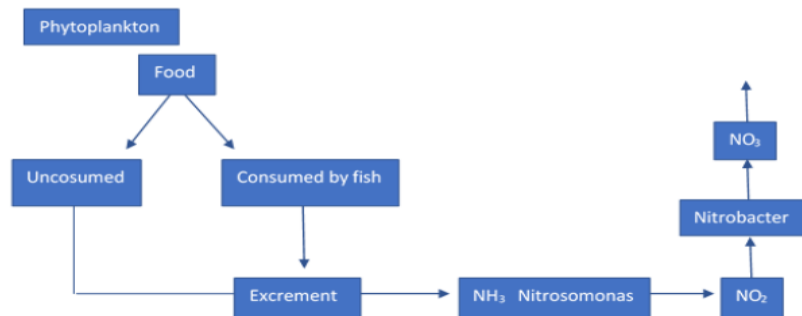 Phytoplankton
Food
Uncosumed
Consumed by fish
NO₃
Nitrobacter
Excrement
NH₃ Nitrosomonas
NO₂